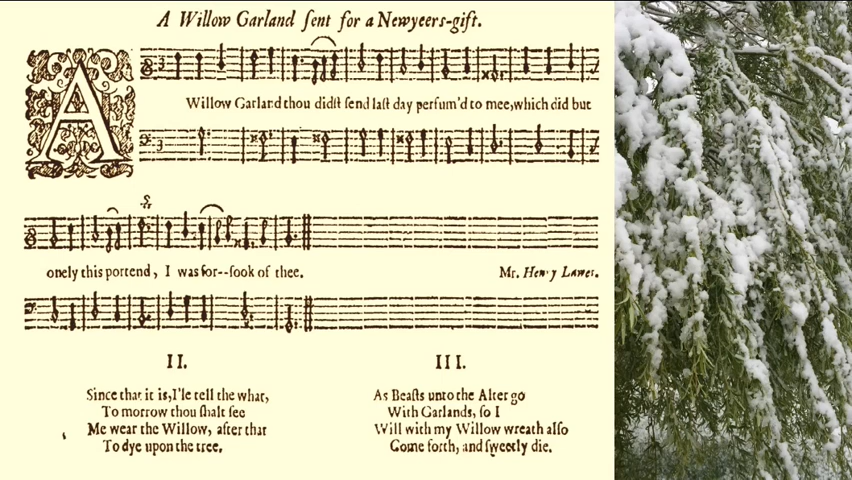 A Willow Garland ſent for a Newyeers-gift.
A Willow Garland thou didſt ſend laſt day perfum'd to mee,which did but
onely this portend, I was for--ſook of thee.
Mr. Henry Lawes.
II.
Since that it is,I'le tell the what,
To morrow thou ſhalt ſee
Me wear the Willow, after that
To dye upon the tree.
III.
As Beaſts unto the Alter go
With Garlands, ſo I
Will with my Willow wreath alſo
Come forth, and ſweetly die.